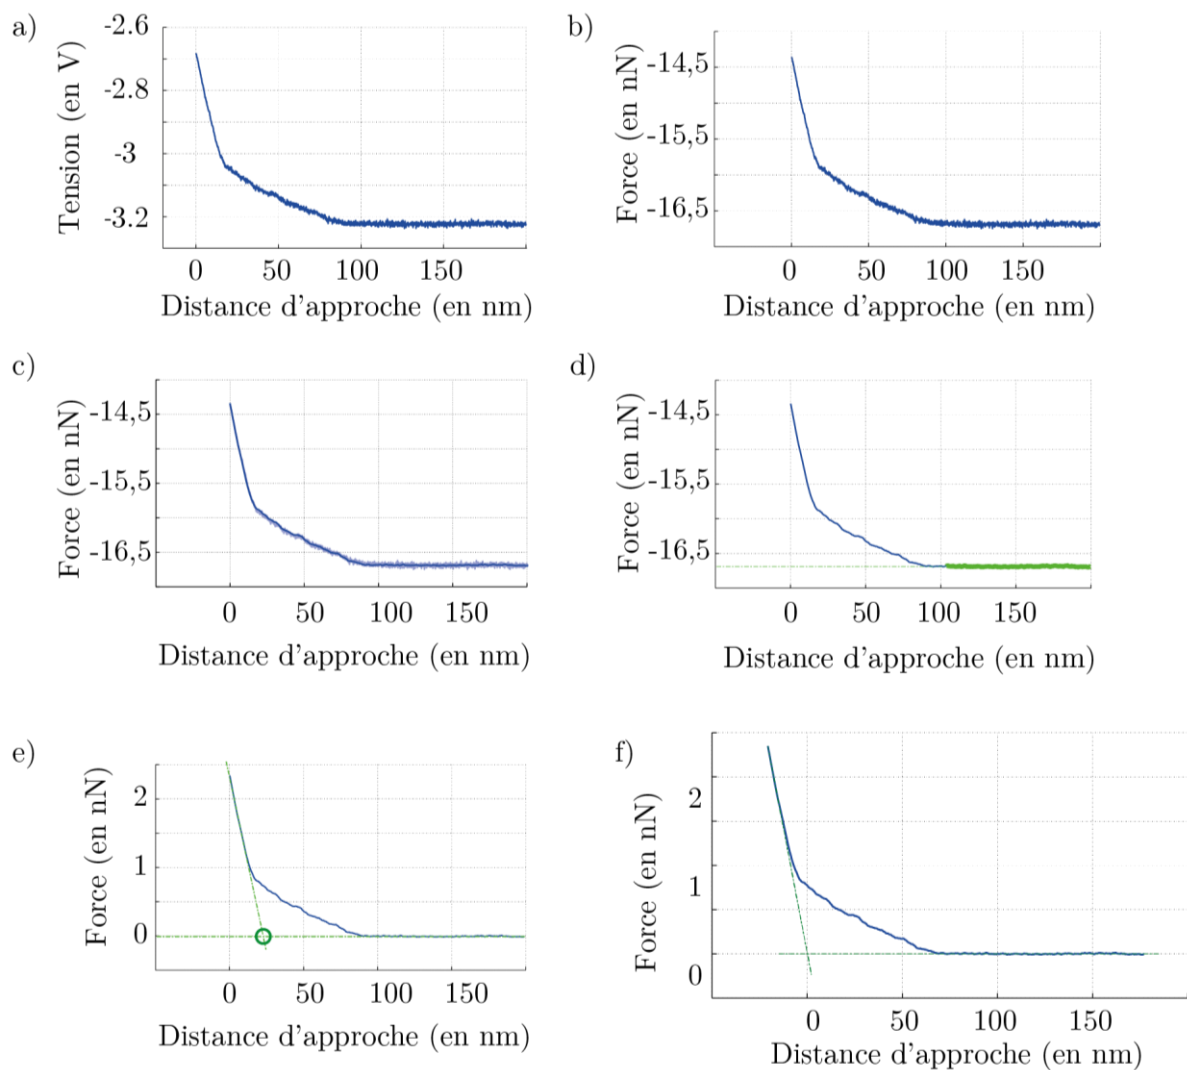 a)
Tension (en V)
-2.6
-2.8
-3
-3.2
0 50 100 150
Distance d'approche (en nm)
b)
Force (en nN)
-14,5
-15,5
-16,5
0 50 100 150
Distance d'approche (en nm)
c)
Force (en nN)
-14,5
-15,5
-16,5
0 50 100 150
Distance d'approche (en nm)
d)
Force (en nN)
-14,5
-15,5
-16,5
0 50 100 150
Distance d'approche (en nm)
e)
Force (en nN)
2
1
0
0 50 100 150
Distance d'approche (en nm)
f)
Force (en nN)
2
1
0
0 50 100 150
Distance d'approche (en nm)